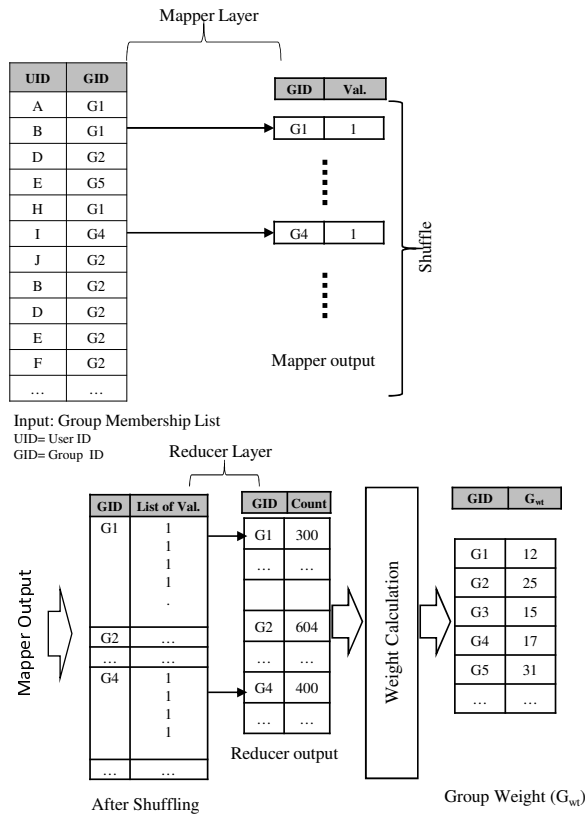 Mapper Layer
UID GID
A G1
B G1
D G2
E G5
H G1
I G4
J G2
B G2
D G2
E G2
F G2
… …
GID Val.
G1 1
G4 1
Mapper output
Shuffle
Input: Group Membership List
UID= User ID
GID= Group ID
Reducer Layer
Mapper Output
GID List of Val.
G1 1
1
1
1
.
G2 …
… …
G4 1
1
1
1
… …
After Shuffling
GID Count
G1 300
… …
G2 604
… …
G4 400
… …
Reducer output
Weight Calculation
GID Gwt
G1 12
G2 25
G3 15
G4 17
G5 31
… …
Group Weight (Gwt)